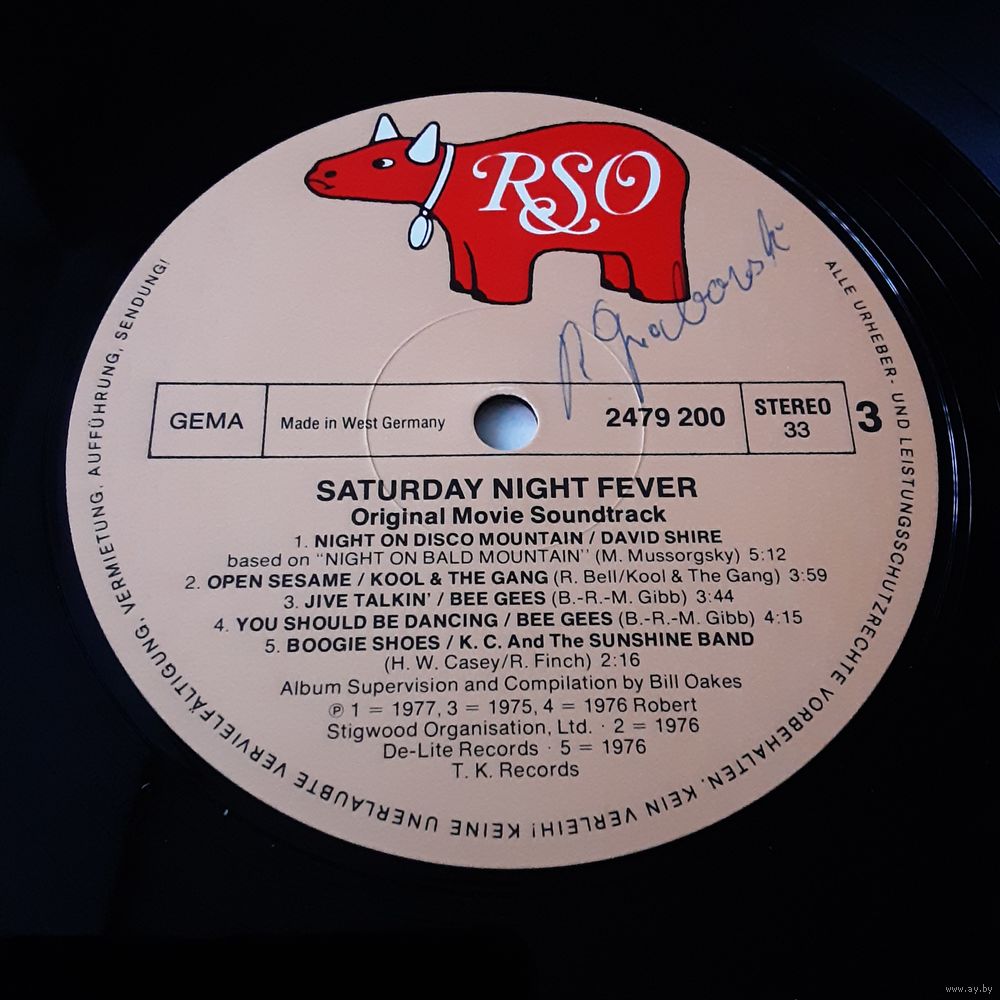 RSO
R Grabowsk
GEMA
Made in West Germany
2479 200
STEREO
33
3
SATURDAY NIGHT FEVER
Original Movie Soundtrack
1. NIGHT ON DISCO MOUNTAIN / DAVID SHIRE
based on "NIGHT ON BALD MOUNTAIN" (M. Mussorgsky) 5:12
2. OPEN SESAME / KOOL & THE GANG (R. Bell/Kool & The Gang) 3:59
3. JIVE TALKIN' / BEE GEES (B.-R.-M. Gibb) 3:44
4. YOU SHOULD BE DANCING / BEE GEES (B.-R.-M. Gibb) 4:15
5. BOOGIE SHOES / K. C. And The SUNSHINE BAND
(H. W. Casey/R. Finch) 2:16
Album Supervision and Compilation by Bill Oakes
℗ 1 = 1977, 3 = 1975, 4 = 1976 Robert
Stigwood Organisation, Ltd. · 2 = 1976
De-Lite Records · 5 = 1976
T. K. Records
ALLE URHEBER- UND LEISTUNGSSCHUTZRECHTE VORBEHALTEN. KEIN VERLEIH! KEINE UNERLAUBTE VERVIELFÄLTIGUNG, VERMIETUNG, AUFFÜHRUNG, SENDUNG!
www.ay.by